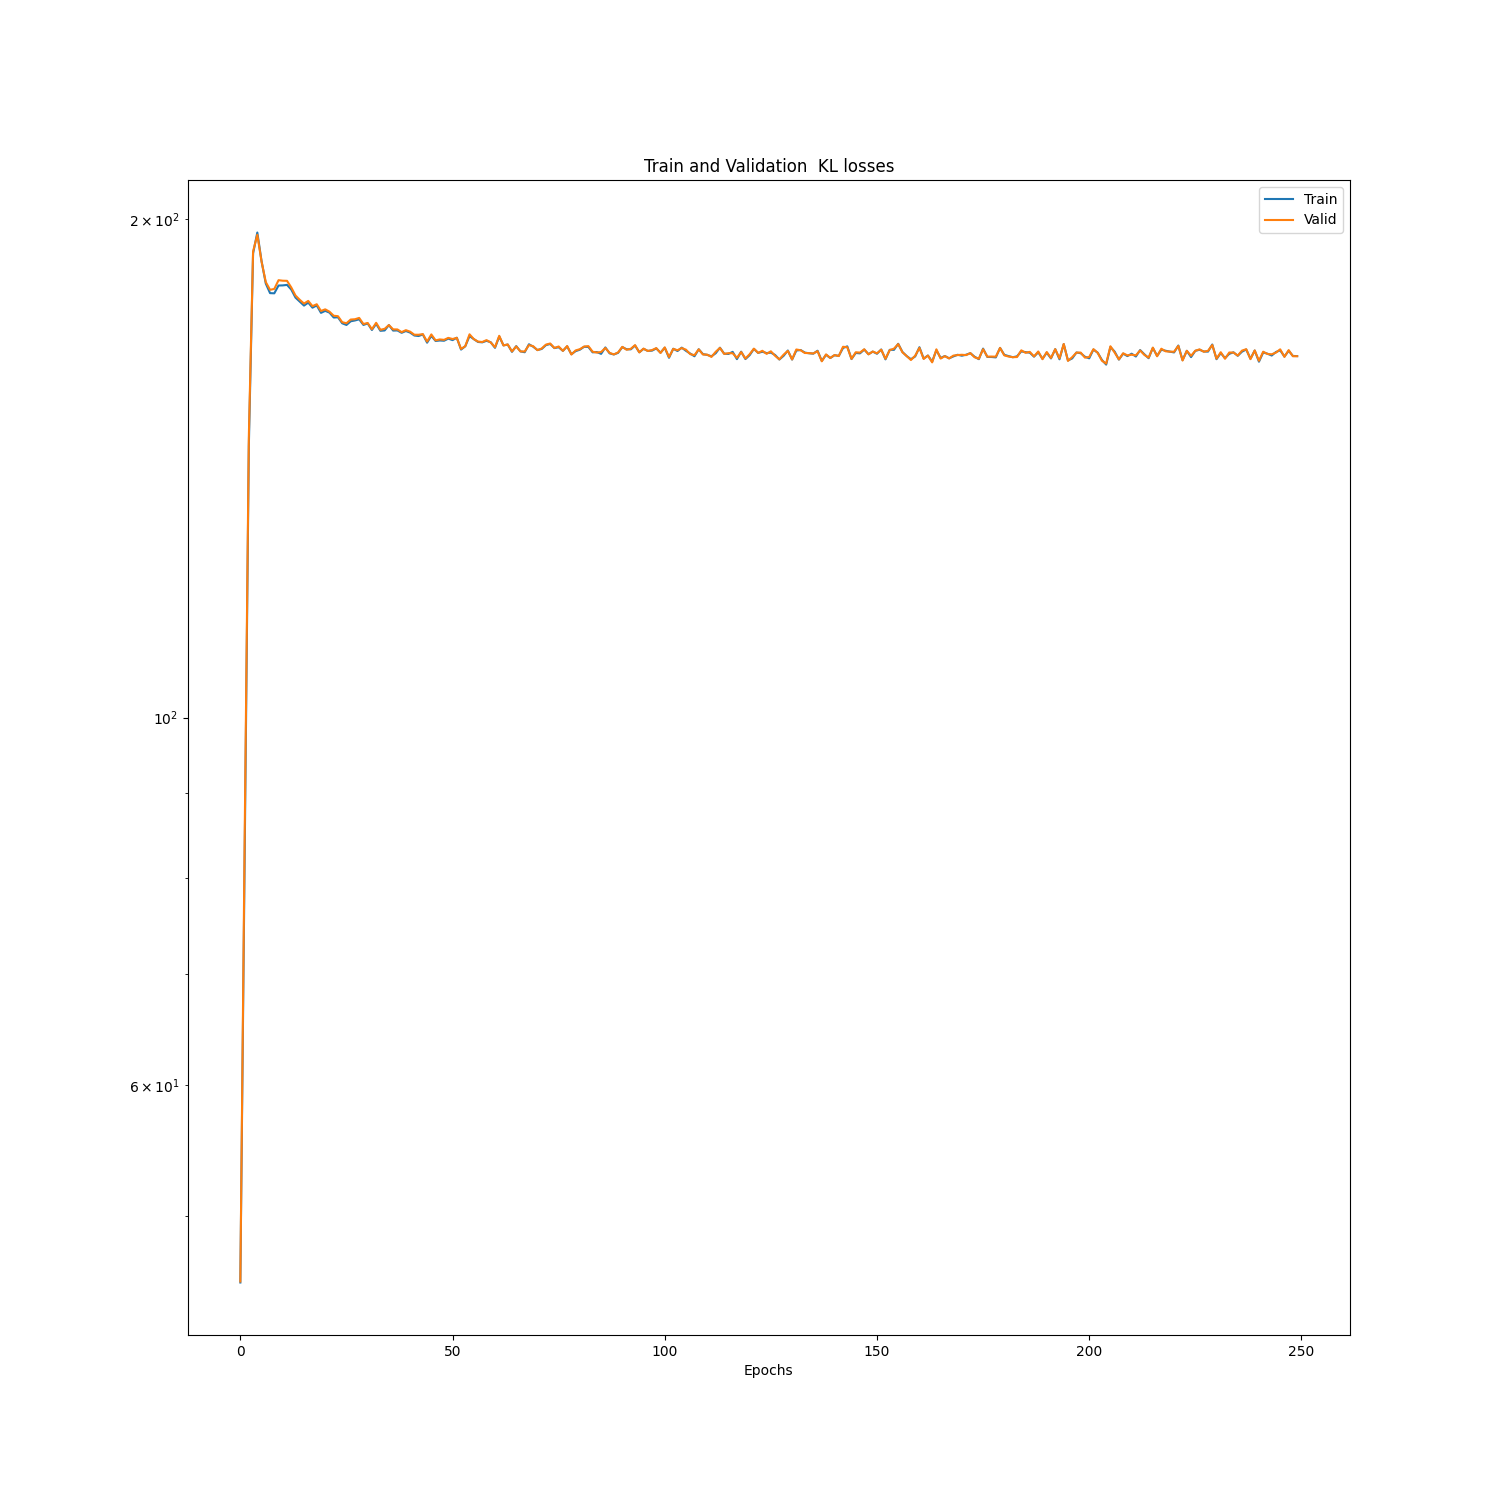 Train and Validation  KL losses
Train
Valid
2 × 10²
10²
6 × 10¹
0 50 100 150 200 250
Epochs